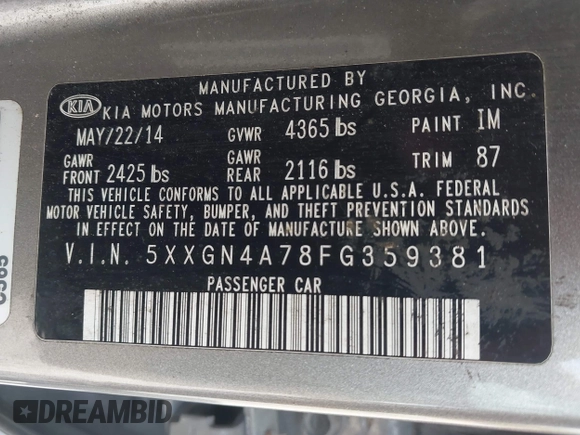 MANUFACTURED BY
KIA KIA MOTORS MANUFACTURING GEORGIA, INC
MAY/22/14 GVWR 4365 lbs PAINT IM
GAWR FRONT 2425 lbs GAWR REAR 2116 lbs TRIM 87
THIS VEHICLE CONFORMS TO ALL APPLICABLE U.S.A. FEDERAL
MOTOR VEHICLE SAFETY, BUMPER, AND THEFT PREVENTION STANDARDS
IN EFFECT ON THE DATE OF MANUFACTURE SHOWN ABOVE.
V.I.N. 5XXGN4A78FG359381
PASSENGER CAR
DREAMBID